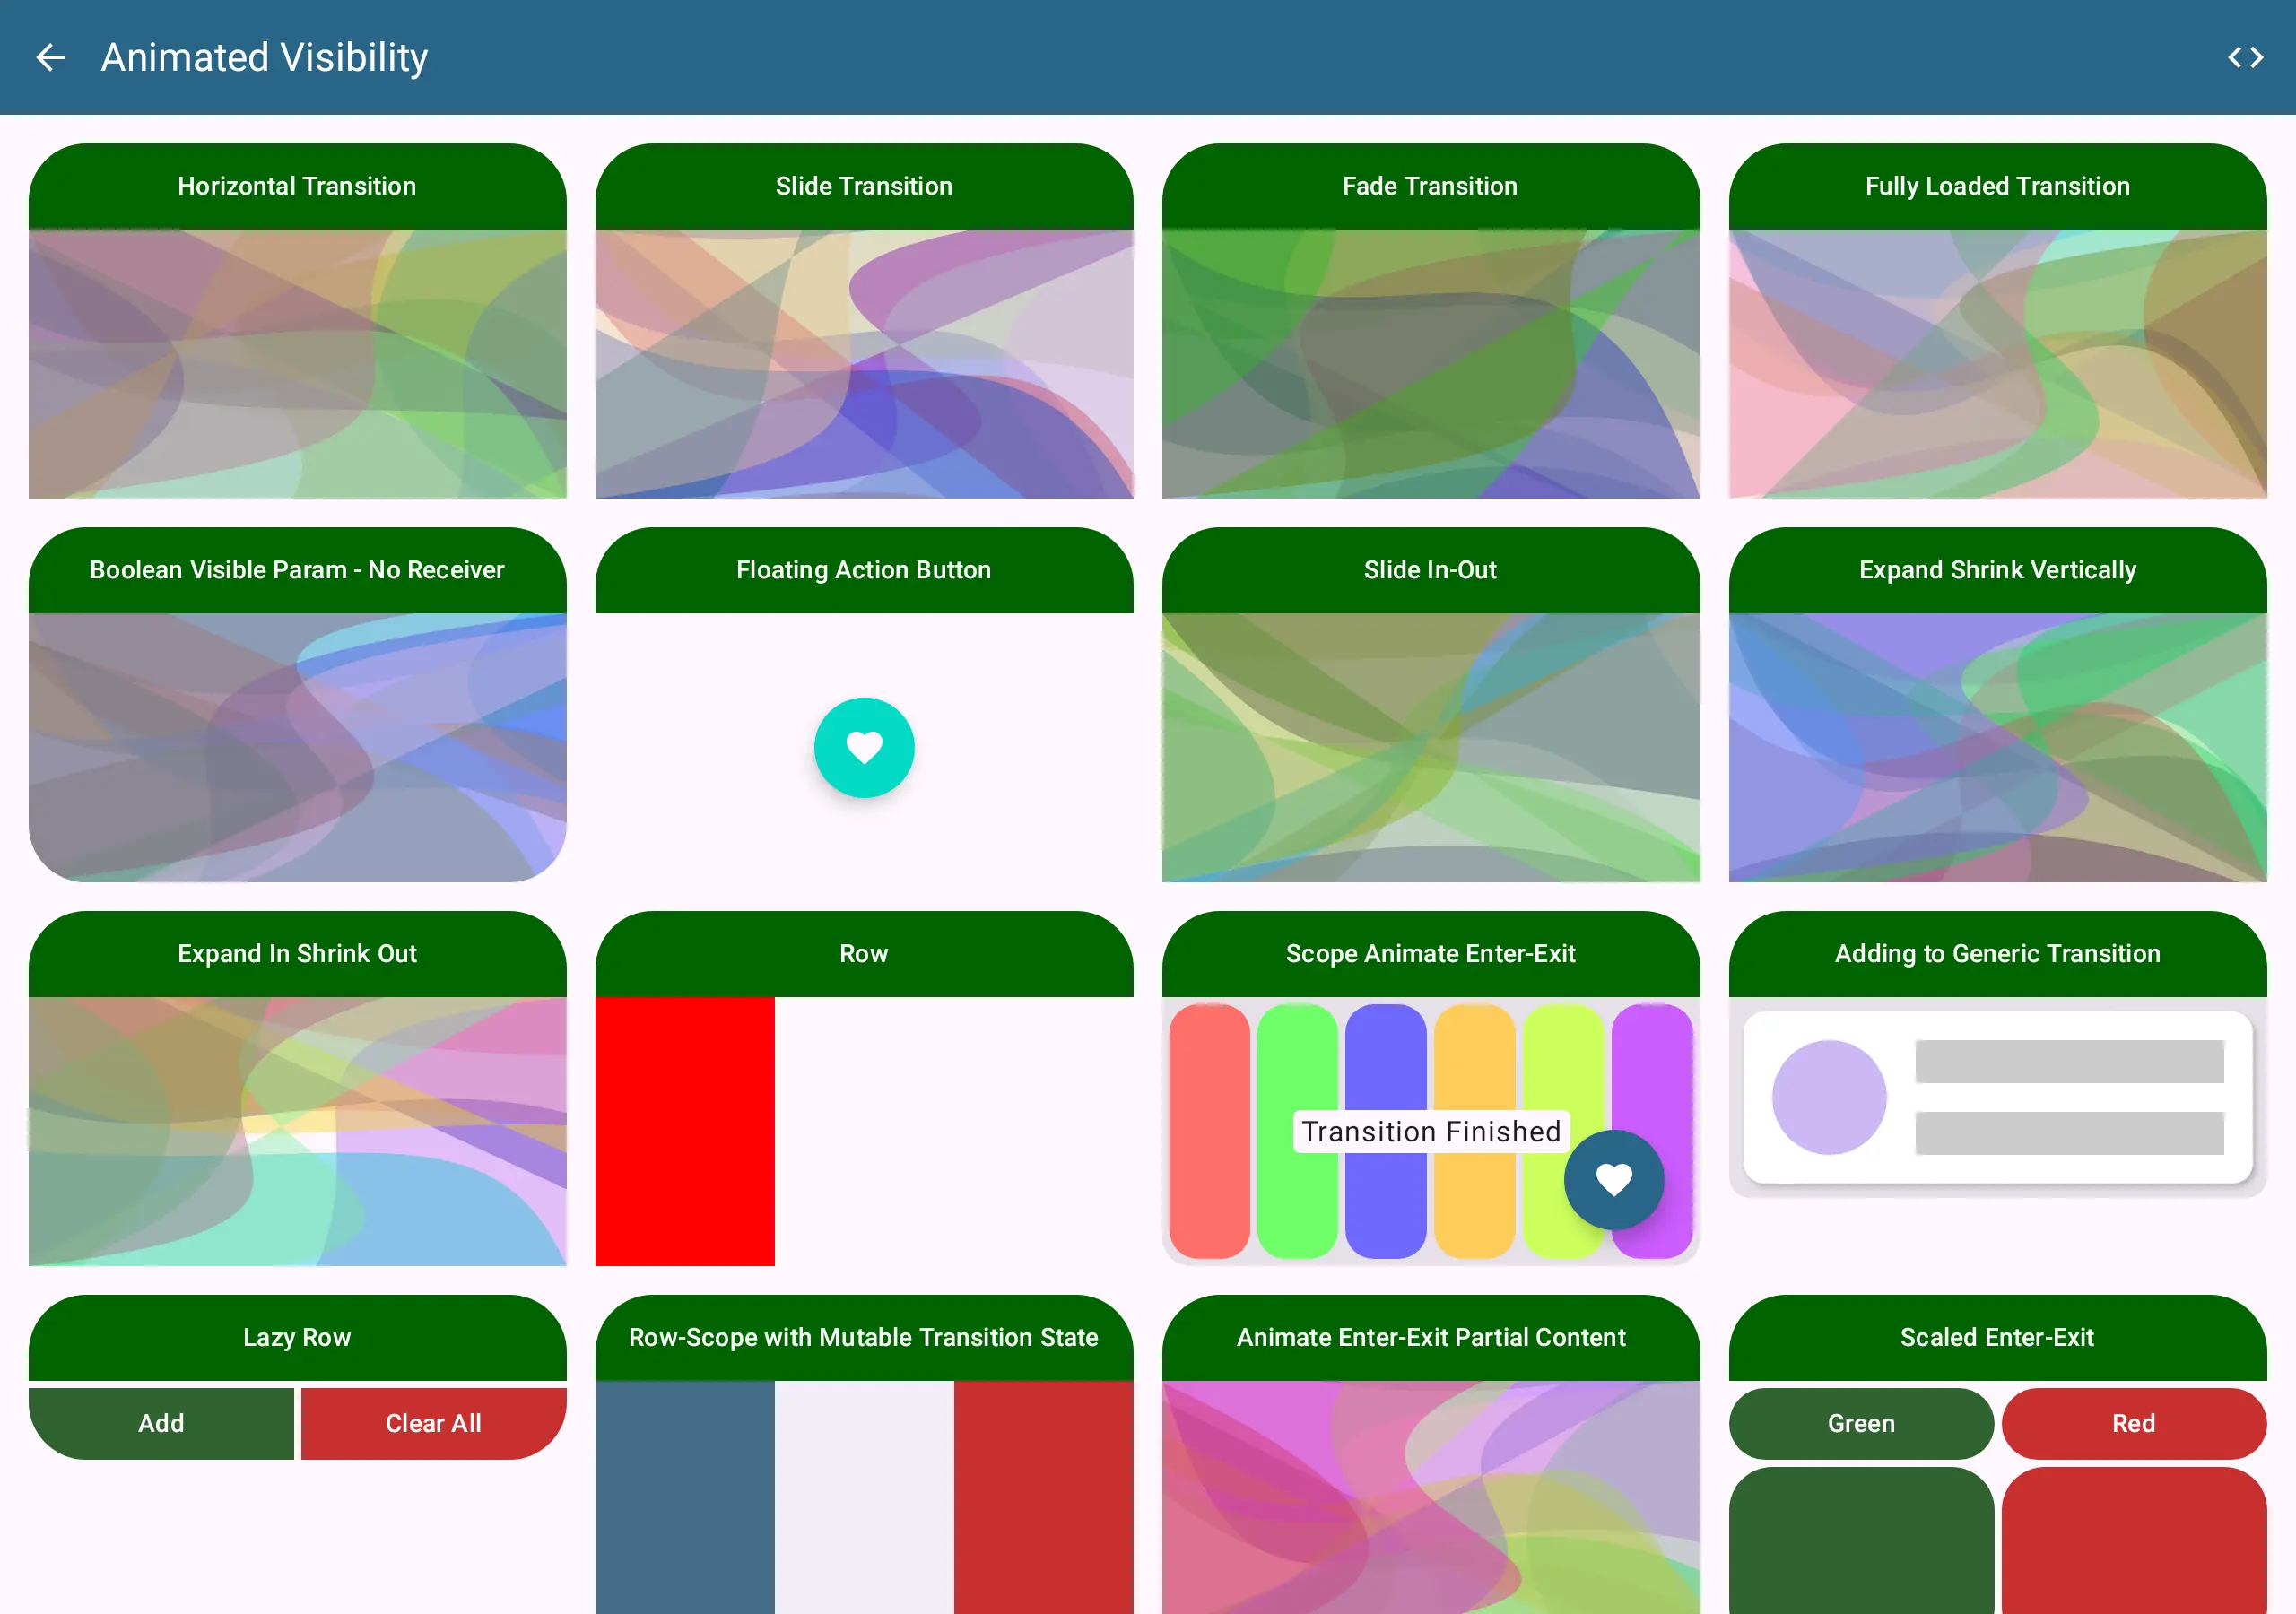 Animated Visibility
Horizontal Transition
Slide Transition
Fade Transition
Fully Loaded Transition
Boolean Visible Param - No Receiver
Floating Action Button
Slide In-Out
Expand Shrink Vertically
Expand In Shrink Out
Row
Scope Animate Enter-Exit
Adding to Generic Transition
Transition Finished
Lazy Row
Row-Scope with Mutable Transition State
Animate Enter-Exit Partial Content
Scaled Enter-Exit
Add
Clear All
Green
Red